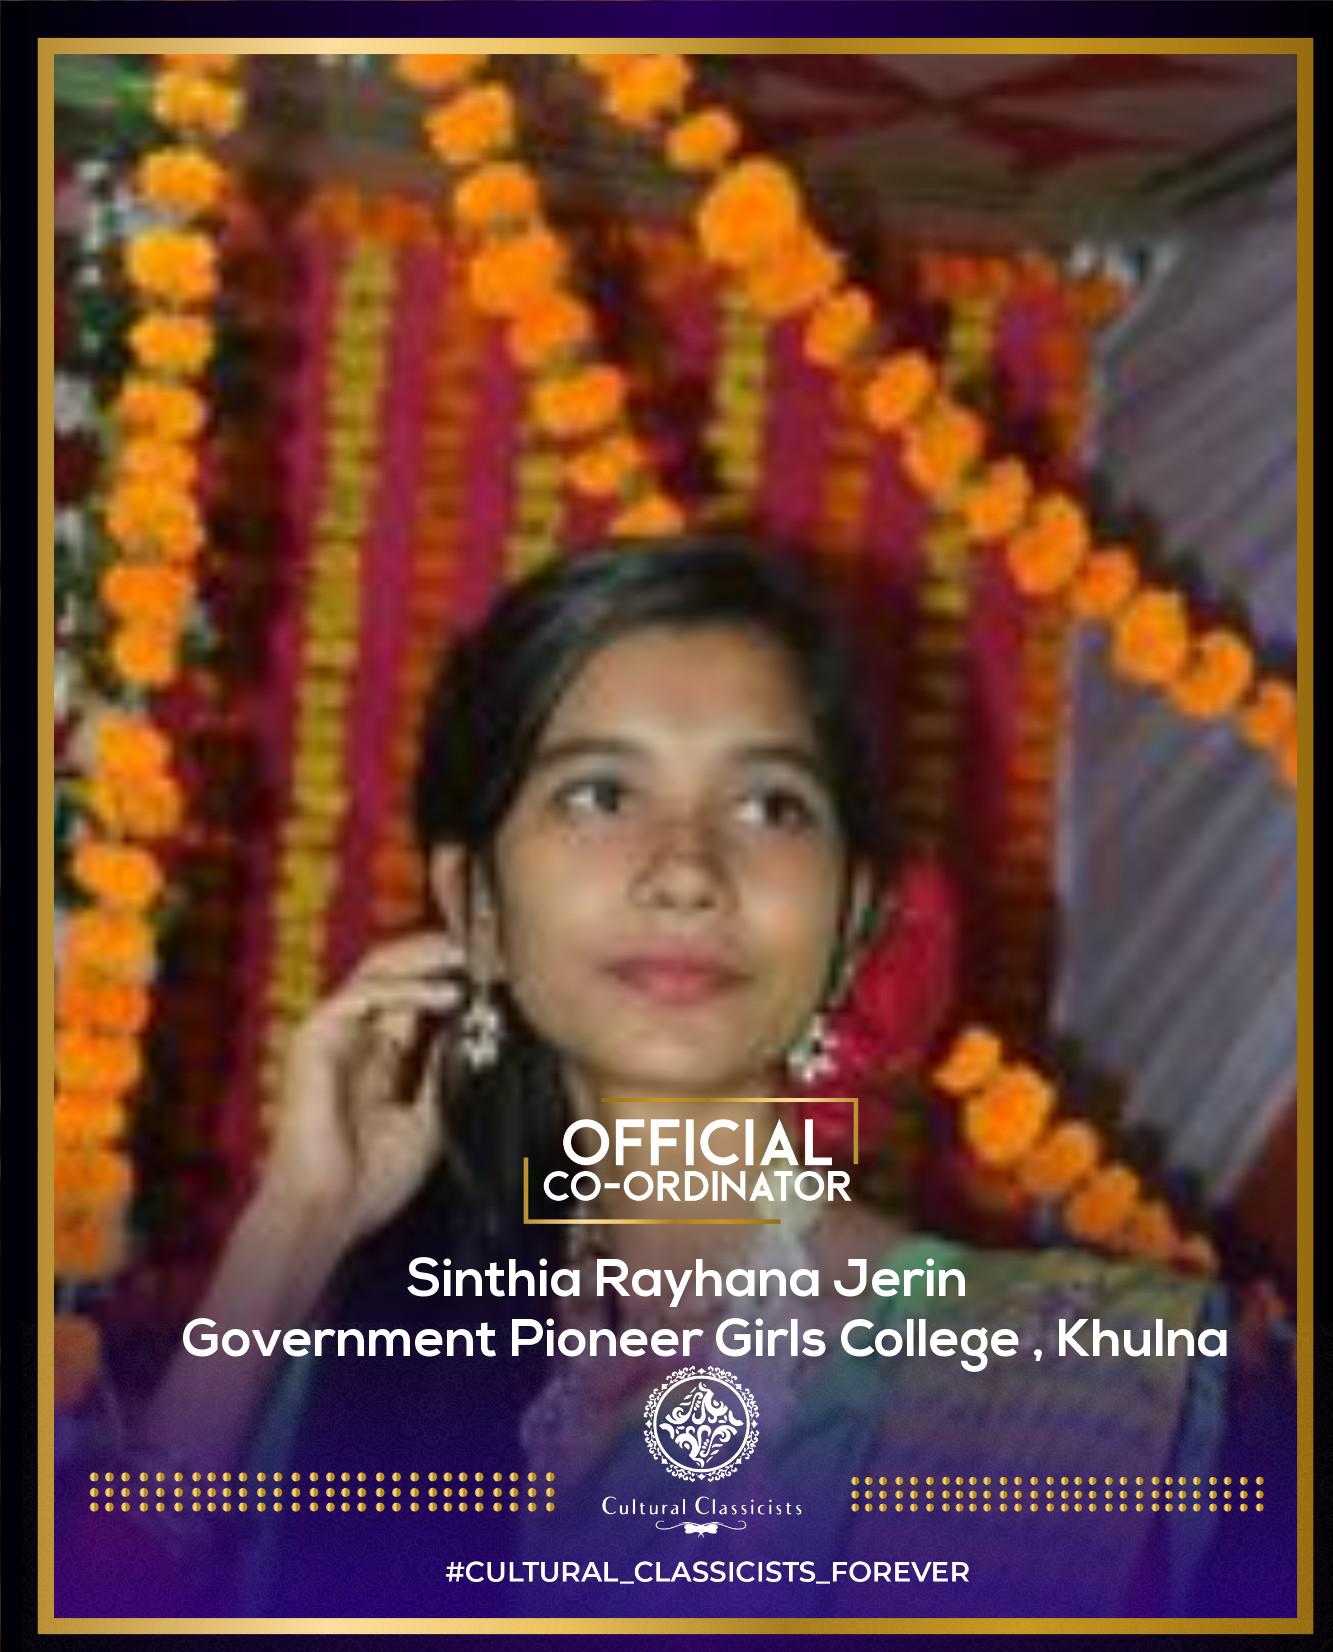 OFFICIAL
CO-ORDINATOR
Sinthia Rayhana Jerin
Government Pioneer Girls College , Khulna
Cultural Classicists
#CULTURAL_CLASSICISTS_FOREVER